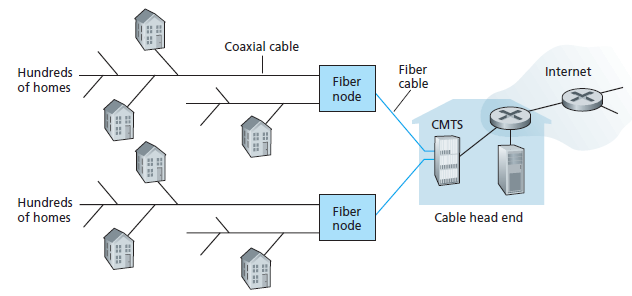 Coaxial cable
Hundreds
of homes
Fiber
node
Fiber
cable
Internet
CMTS
Hundreds
of homes
Fiber
node
Cable head end